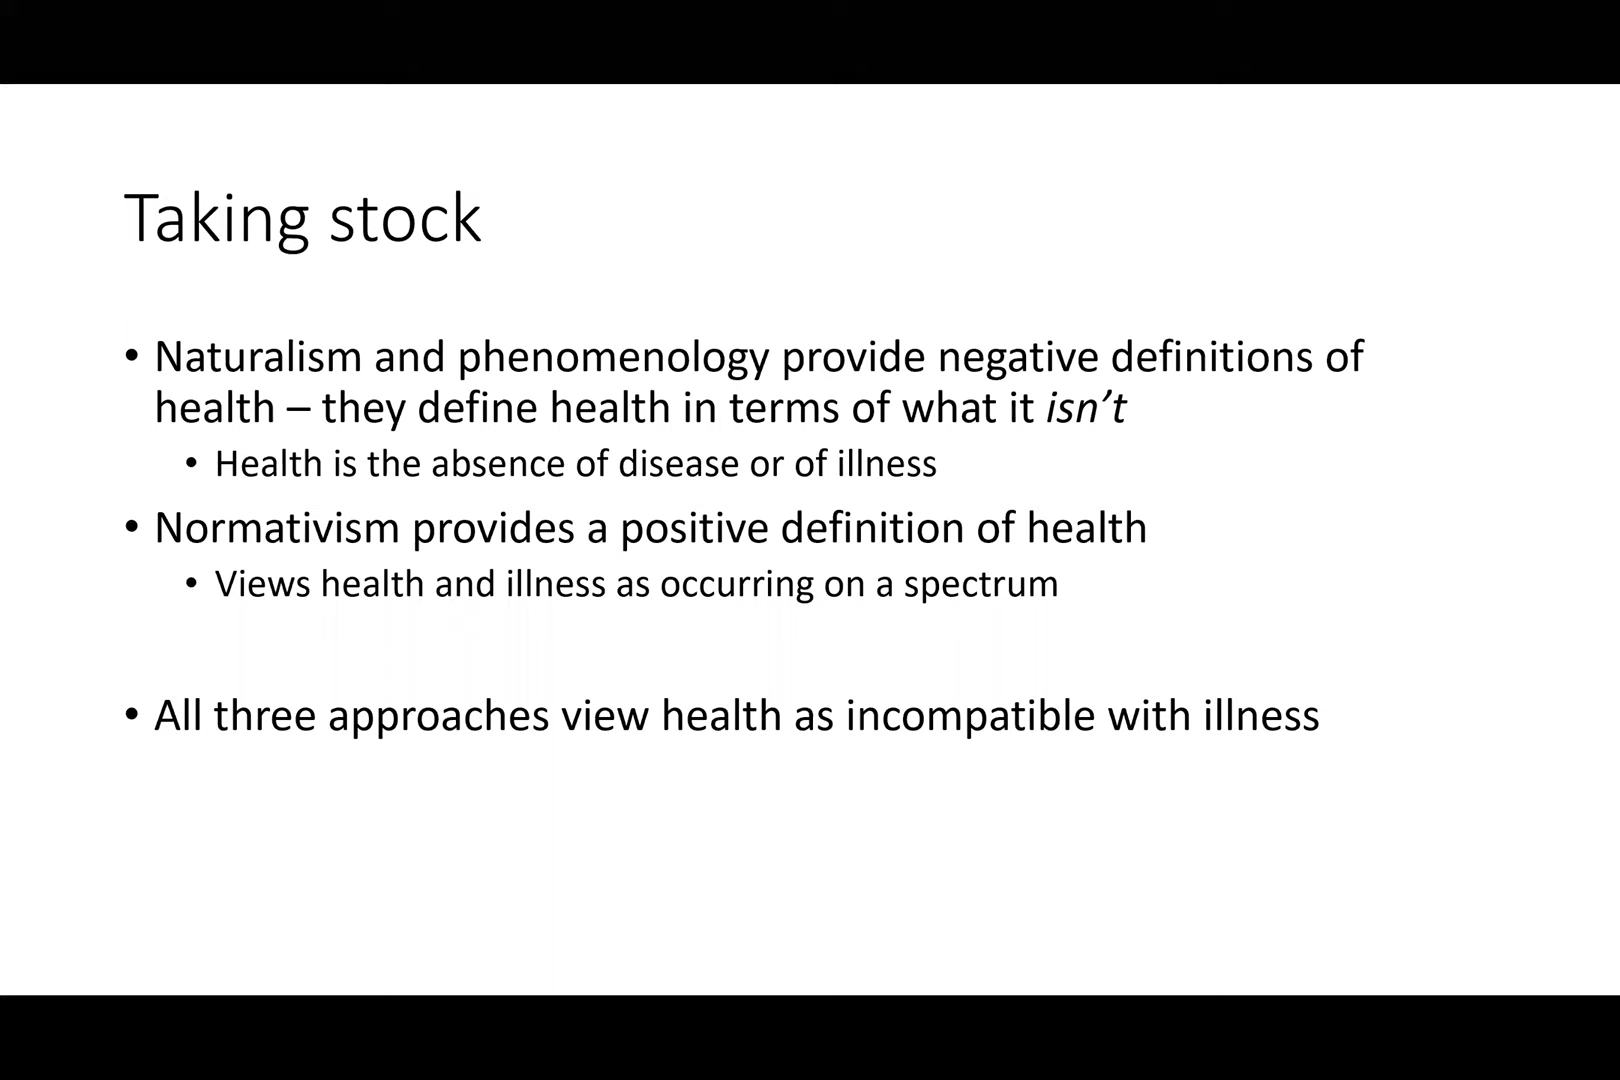 Taking stock
• Naturalism and phenomenology provide negative definitions of
health – they define health in terms of what it isn’t
• Health is the absence of disease or of illness
• Normativism provides a positive definition of health
• Views health and illness as occurring on a spectrum
• All three approaches view health as incompatible with illness